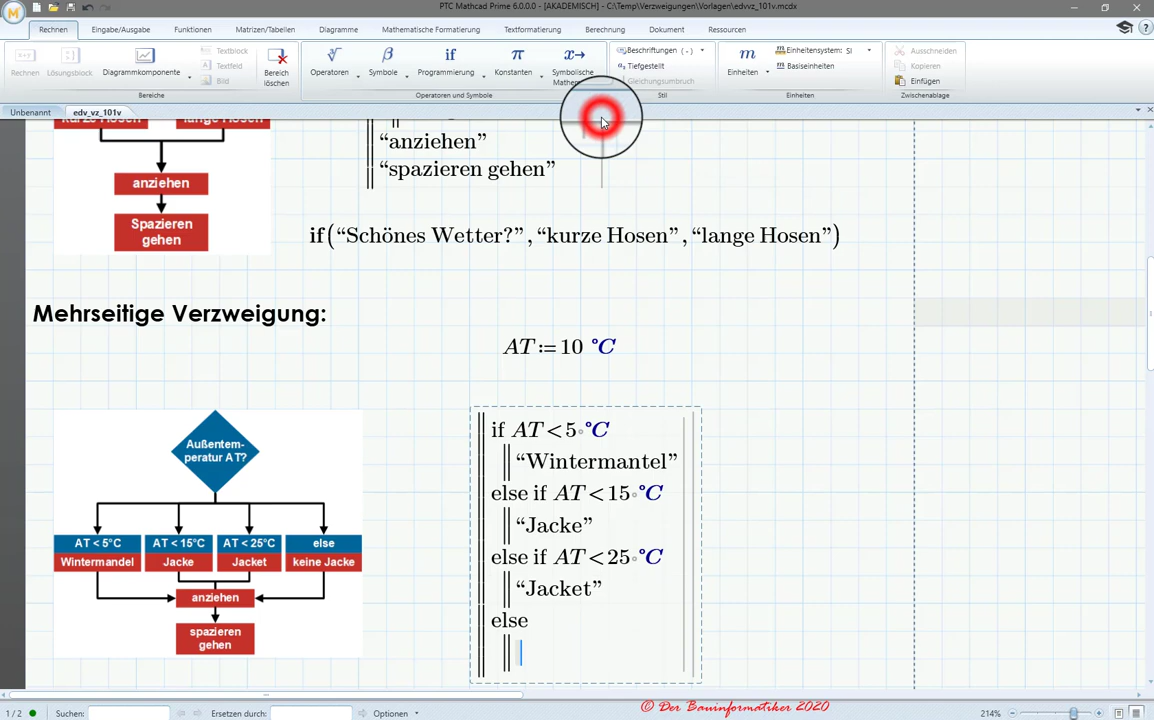 PTC Mathcad Prime 6.0.0.0 - [AKADEMISCH] - C:\Temp\Verzweigungen\Vorlagen\edvvz_101v.mcdx
Rechnen Eingabe/Ausgabe Funktionen Matrizen/Tabellen Diagramme Mathematische Formatierung Textformatierung Berechnung Dokument Ressourcen
Rechnen Lösungsblock Diagrammkomponente Textblock Textfeld Bild Bereich löschen
Operatoren Symbole Programmierung Konstanten Symbolische
Beschriftungen ( - )
Tiefgestellt
Gleichungsumbruch
Einheiten Einheitensystem: SI
Basiseinheiten
Ausschneiden
Kopieren
Einfügen
Bereiche Operatoren und Symbole Stil Einheiten Zwischenablage
Unbenannt edv_vz_101v
kurze Hosen lange Hosen
anziehen
Spazieren
gehen
"anziehen"
"spazieren gehen"
if("Schönes Wetter?", "kurze Hosen", "lange Hosen")
Mehrseitige Verzweigung:
AT:=10 °C
Außentem-
peratur AT?
AT < 5°C AT < 15°C AT < 25°C else
Wintermandel Jacke Jacket keine Jacke
anziehen
spazieren
gehen
if AT<5 °C
"Wintermantel"
else if AT<15 °C
"Jacke"
else if AT<25 °C
"Jacket"
else
1 / 2 Suchen: Ersetzen durch: Optionen 214%
© Der Bauinformatiker 2020